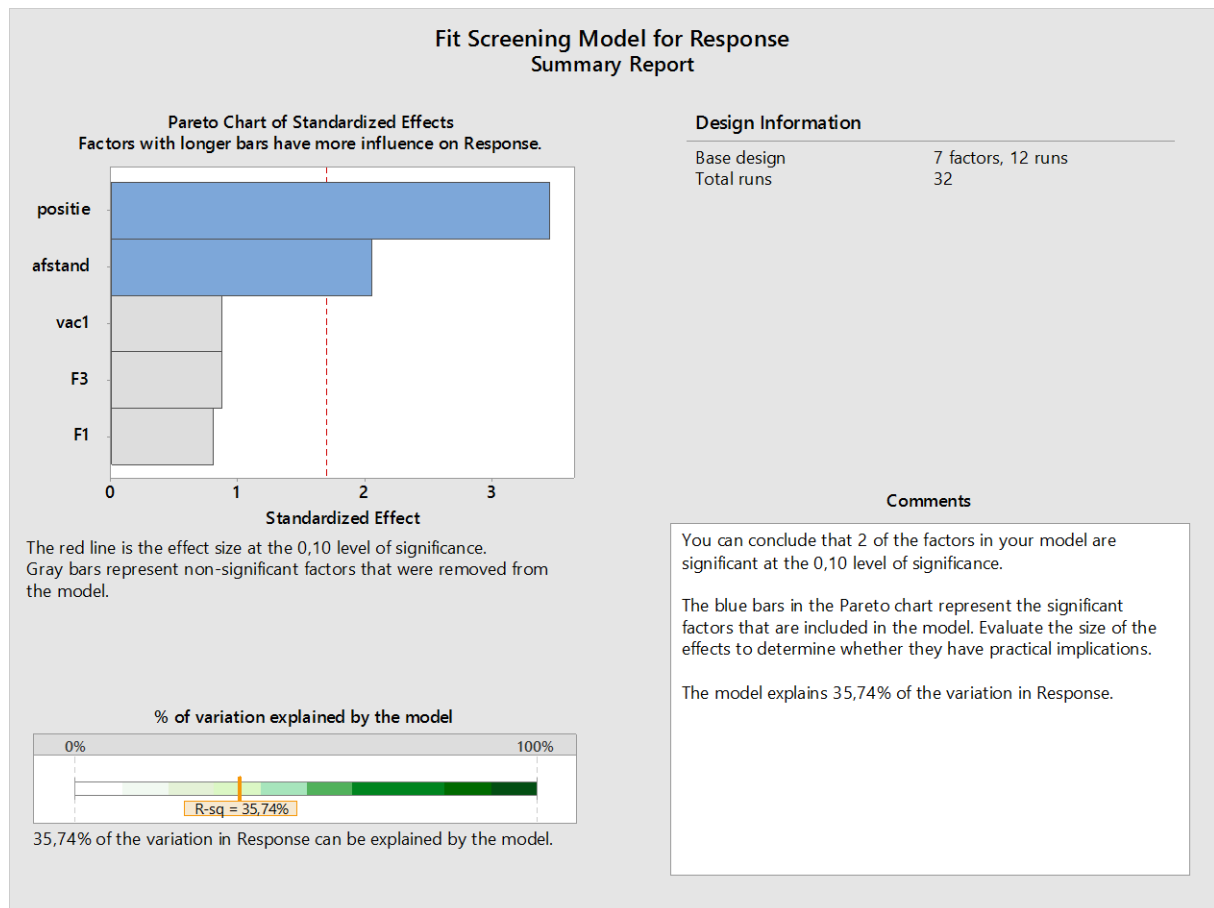 Fit Screening Model for Response
Summary Report
Pareto Chart of Standardized Effects
Factors with longer bars have more influence on Response.
positie
afstand
vac1
F3
F1
0 1 2 3
Standardized Effect
The red line is the effect size at the 0,10 level of significance.
Gray bars represent non-significant factors that were removed from
the model.
% of variation explained by the model
0% 100%
R-sq = 35,74%
35,74% of the variation in Response can be explained by the model.
Design Information
Base design 7 factors, 12 runs
Total runs 32
Comments
You can conclude that 2 of the factors in your model are
significant at the 0,10 level of significance.
The blue bars in the Pareto chart represent the significant
factors that are included in the model. Evaluate the size of the
effects to determine whether they have practical implications.
The model explains 35,74% of the variation in Response.